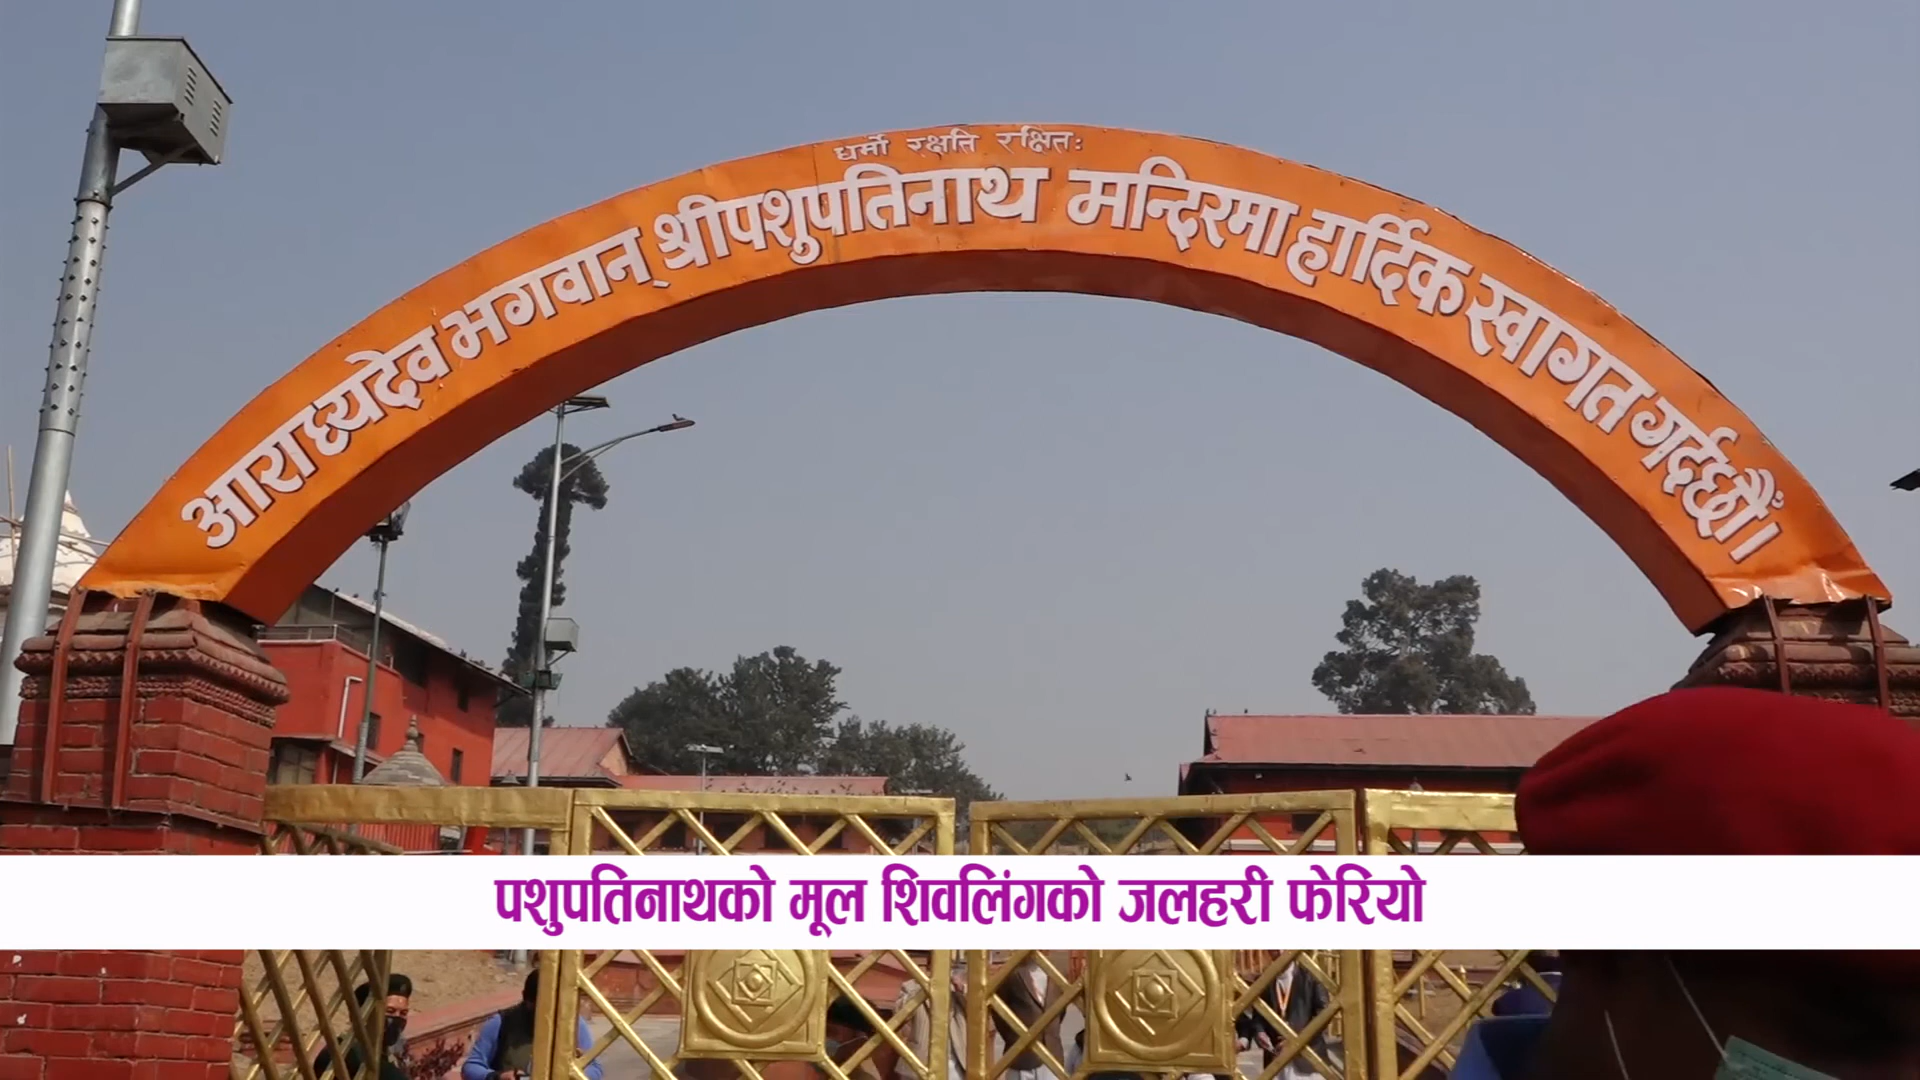 धर्मो रक्षति रक्षितः
आराध्यदेव भगवान् श्रीपशुपतिनाथ मन्दिरमा हार्दिक स्वागत गर्दछौं।
पशुपतिनाथको मूल शिवलिंगको जलहरी फेरियो